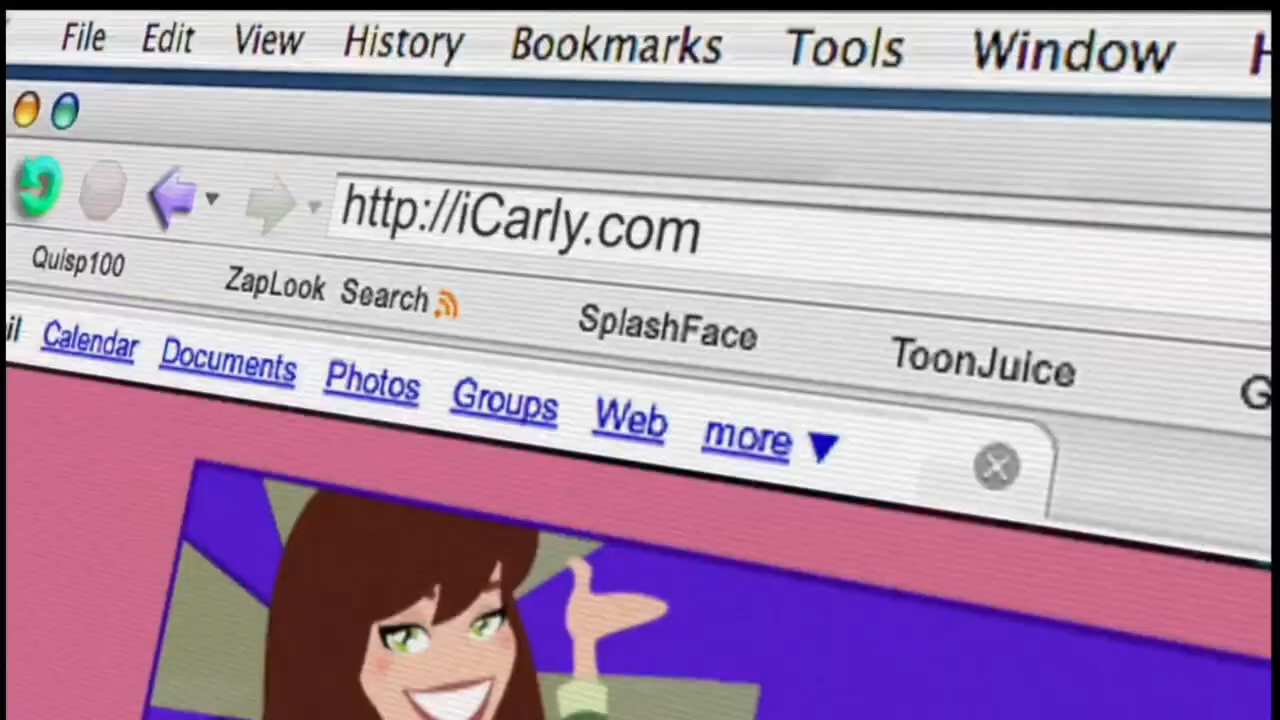 File Edit View History Bookmarks Tools Window H
http://iCarly.com
Quisp100 ZapLook Search SplashFace ToonJuice G
il Calendar Documents Photos Groups Web more